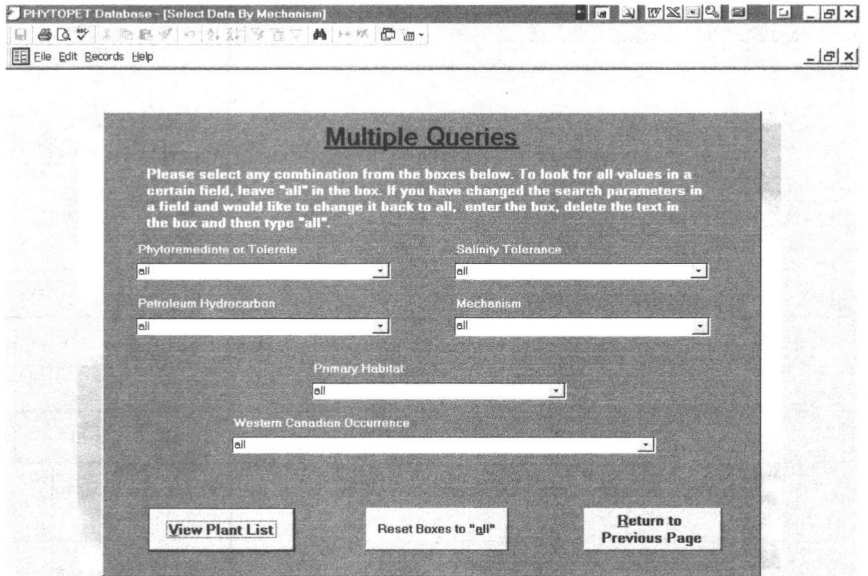 PHYTOPET Database - [Select Data By Mechanism]
File Edit Records Help
Multiple Queries
Please select any combination from the boxes below. To look for all values in a
certain field, leave "all" in the box. If you have changed the search parameters in
a field and would like to change it back to all, enter the box, delete the text in
the box and then type "all".
Phytoremediate or Tolerate
Salinity Tolerance
all
all
Petroleum Hydrocarbon
Mechanism
all
all
Primary Habitat
all
Western Canadian Occurrence
all
View Plant List
Reset Boxes to "all"
Return to
Previous Page